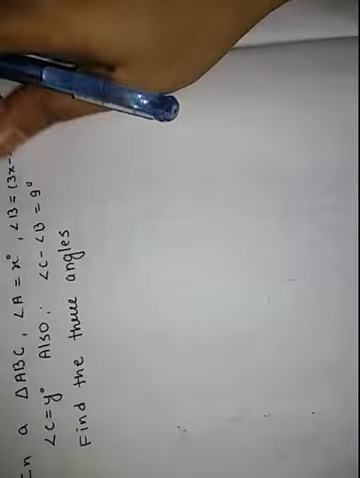 In a ΔABC, ∠A = x°, ∠B = (3x-
∠C = y° Also, ∠C - ∠B = 9°
Find the three angles